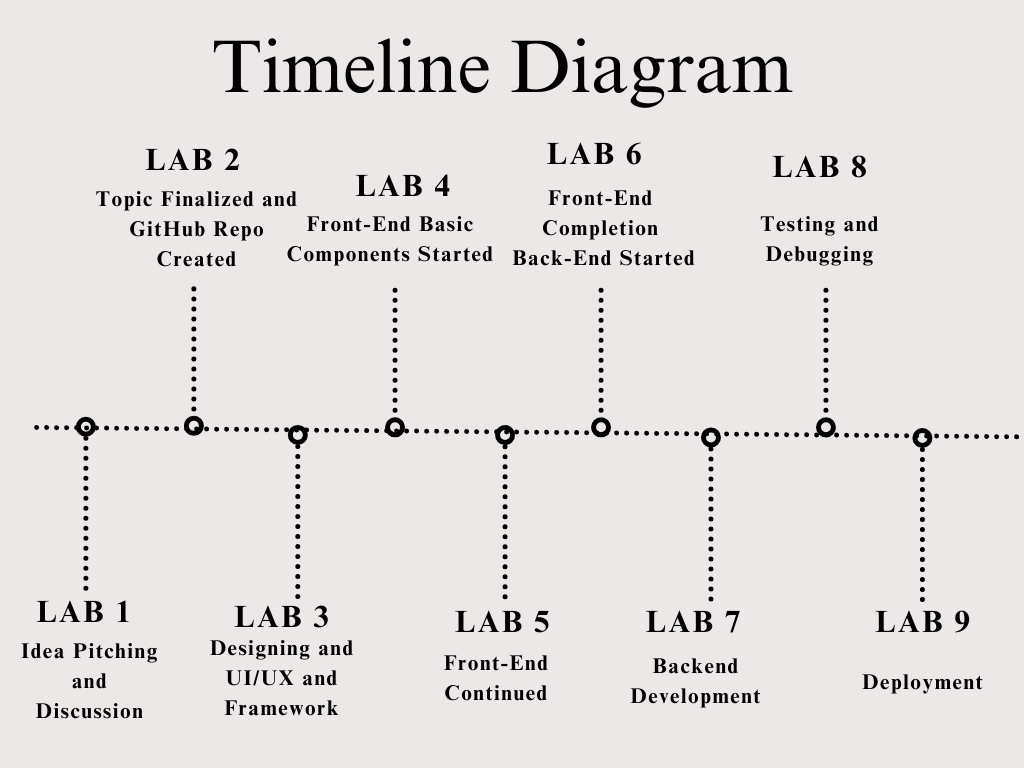 Timeline Diagram
LAB 2
Topic Finalized and
GitHub Repo
Created
LAB 4
Front-End Basic
Components Started
LAB 6
Front-End
Completion
Back-End Started
LAB 8
Testing and
Debugging
LAB 1
Idea Pitching
and
Discussion
LAB 3
Designing and
UI/UX and
Framework
LAB 5
Front-End
Continued
LAB 7
Backend
Development
LAB 9
Deployment